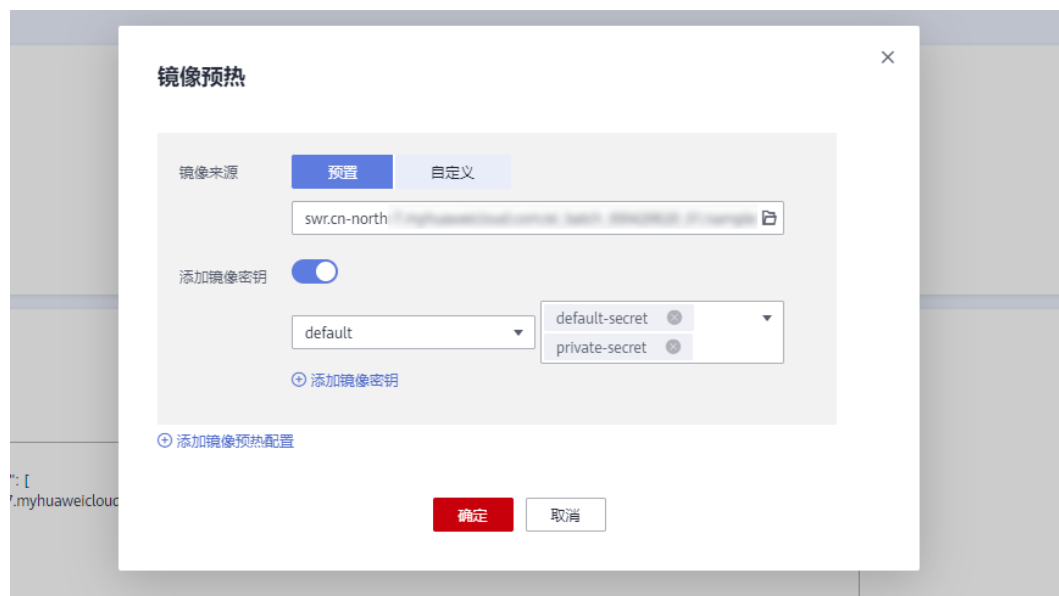 镜像预热
镜像来源
预置
自定义
swr.cn-north
添加镜像密钥
default
default-secret
private-secret
添加镜像密钥
添加镜像预热配置
": [
7.myhuaweicloud
确定
取消